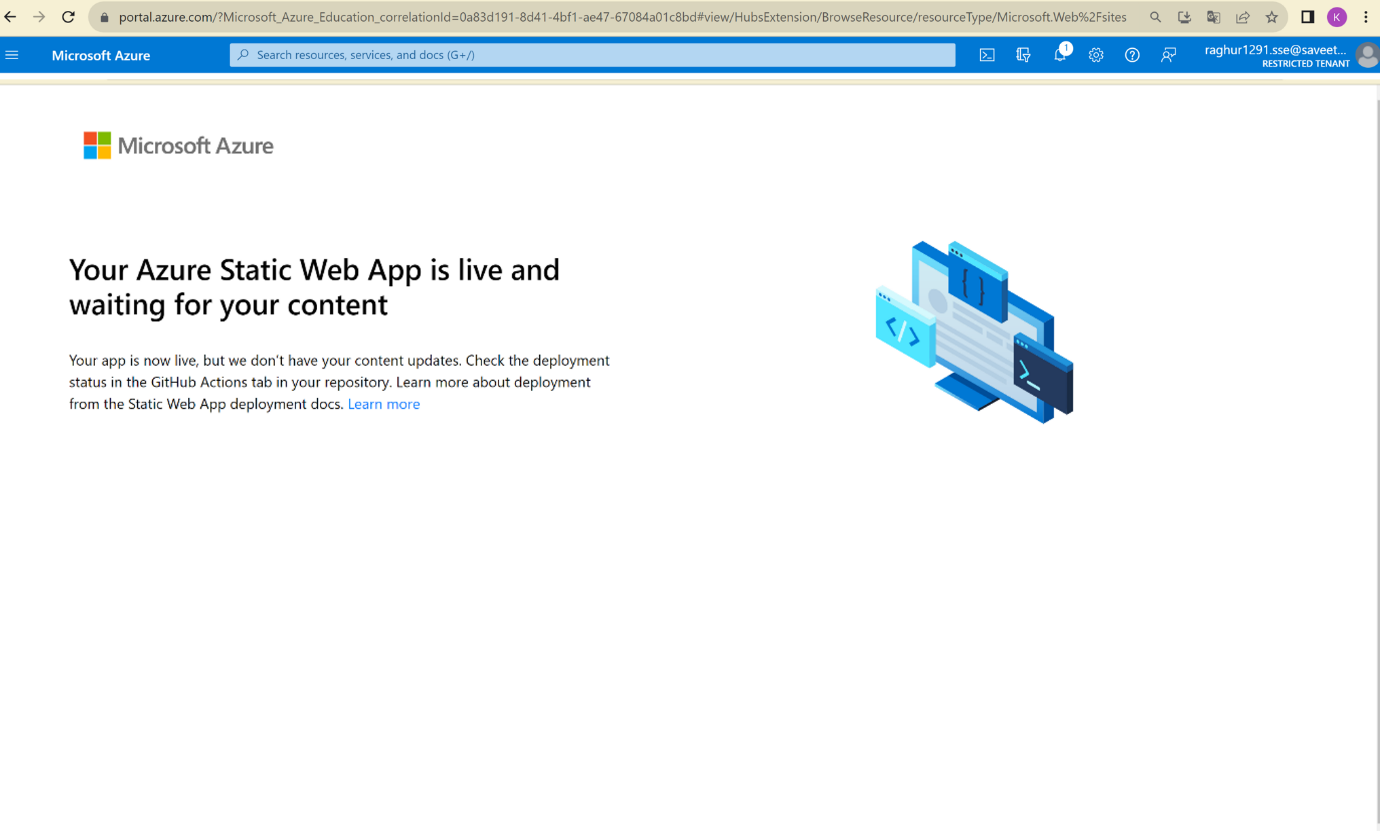 portal.azure.com/?Microsoft_Azure_Education_correlationId=0a83d191-8d41-4bf1-ae47-67084a01c8bd#view/HubsExtension/BrowseResource/resourceType/Microsoft.Web%2Fsites
K
Microsoft Azure
Search resources, services, and docs (G+/)
1
raghur1291.sse@saveet...
RESTRICTED TENANT
Microsoft Azure
Your Azure Static Web App is live and
waiting for your content
Your app is now live, but we don't have your content updates. Check the deployment
status in the GitHub Actions tab in your repository. Learn more about deployment
from the Static Web App deployment docs. Learn more
{ }
</>
>_